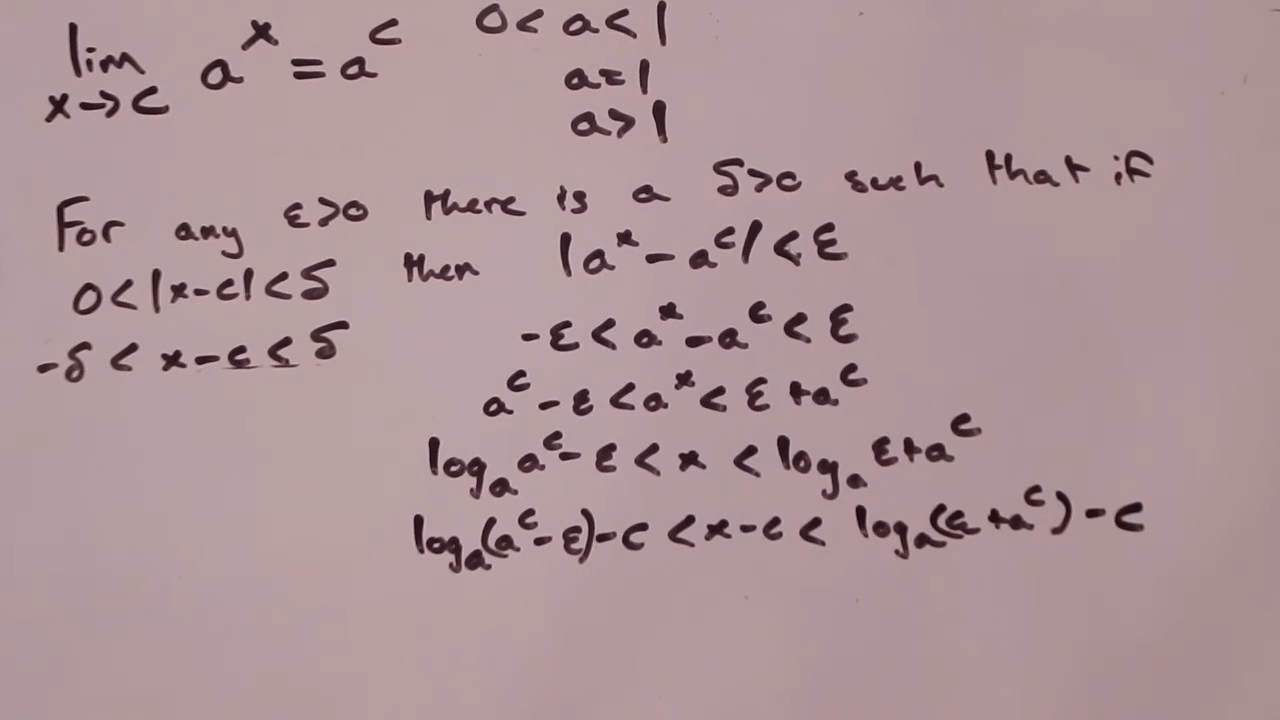 lim x→c a^x = a^c 0 < a < 1
a = 1
a > 1
For any ε>0 there is a δ>0 such that if
0 < |x-c| < δ then |a^x - a^c| < ε
-δ < x-c < δ -ε < a^x - a^c < ε
a^c - ε < a^x < ε + a^c
log_a a^c - ε < x < log_a ε + a^c
log_a(a^c - ε) - c < x - c < log_a(ε + a^c) - c